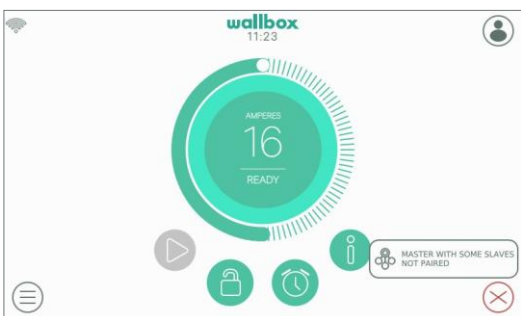 wallbox
11:23
AMPERES
16
READY
MASTER WITH SOME SLAVES
NOT PAIRED